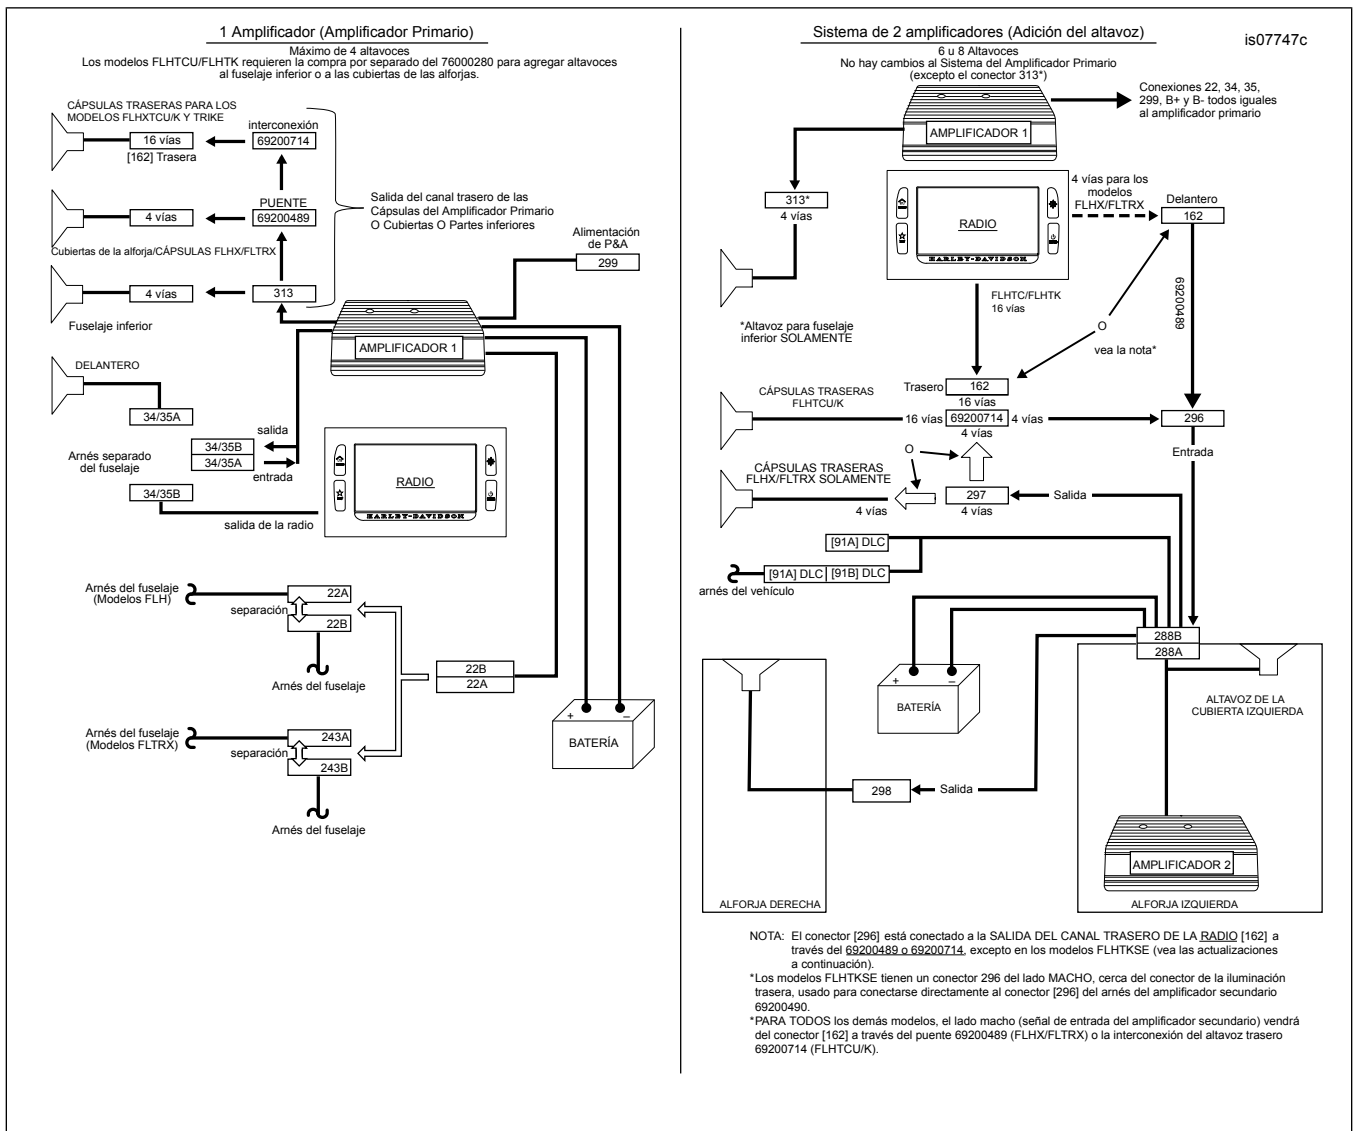 1 Amplificador (Amplificador Primario)
Máximo de 4 altavoces
Los modelos FLHTCU/FLHTK requieren la compra por separado del 76000280 para agregar altavoces
al fuselaje inferior o a las cubiertas de las alforjas.
CÁPSULAS TRASERAS PARA LOS
MODELOS FLHXTCU/K Y TRIKE
interconexión
16 vías
69200714
[162] Trasera
PUENTE
4 vías
69200489
Salida del canal trasero de las
Cápsulas del Amplificador Primario
O Cubiertas O Partes inferiores
Cubiertas de la alforja/CÁPSULAS FLHX/FLTRX
Alimentación
de P&A
299
4 vías
313
Fuselaje inferior
AMPLIFICADOR 1
DELANTERO
34/35A
salida
34/35B
34/35A
Arnés separado
del fuselaje
entrada
34/35B
salida de la radio
RADIO
HARLEY-DAVIDSON
Arnés del fuselaje
(Modelos FLH)
22A
separación
22B
Arnés del fuselaje
22B
22A
Arnés del fuselaje
(Modelos FLTRX)
243A
separación
243B
Arnés del fuselaje
+
–
BATERÍA
Sistema de 2 amplificadores (Adición del altavoz)
is07747c
6 u 8 Altavoces
No hay cambios al Sistema del Amplificador Primario
(excepto el conector 313*)
Conexiones 22, 34, 35,
299, B+ y B- todos iguales
al amplificador primario
AMPLIFICADOR 1
313*
4 vías
RADIO
HARLEY-DAVIDSON
4 vías para los
modelos
FLHX/FLTRX
Delantero
162
69200489
FLHTC/FLHTK
16 vías
*Altavoz para fuselaje
inferior SOLAMENTE
O
vea la nota*
Trasero
162
16 vías
CÁPSULAS TRASERAS
FLHTCU/K
16 vías
69200714
4 vías
4 vías
296
Entrada
O
CÁPSULAS TRASERAS
FLHX/FLTRX SOLAMENTE
4 vías
297
4 vías
Salida
[91A] DLC
[91A] DLC
[91B] DLC
arnés del vehículo
288B
288A
+
–
BATERÍA
ALTAVOZ DE LA
CUBIERTA IZQUIERDA
298
Salida
AMPLIFICADOR 2
ALFORJA DERECHA
ALFORJA IZQUIERDA
NOTA: El conector [296] está conectado a la SALIDA DEL CANAL TRASERO DE LA RADIO [162] a
través del 69200489 o 69200714, excepto en los modelos FLHTKSE (vea las actualizaciones
a continuación).
*Los modelos FLHTKSE tienen un conector 296 del lado MACHO, cerca del conector de la iluminación
trasera, usado para conectarse directamente al conector [296] del arnés del amplificador secundario
69200490.
*PARA TODOS los demás modelos, el lado macho (señal de entrada del amplificador secundario) vendrá
del conector [162] a través del puente 69200489 (FLHX/FLTRX) o la interconexión del altavoz trasero
69200714 (FLHTCU/K).